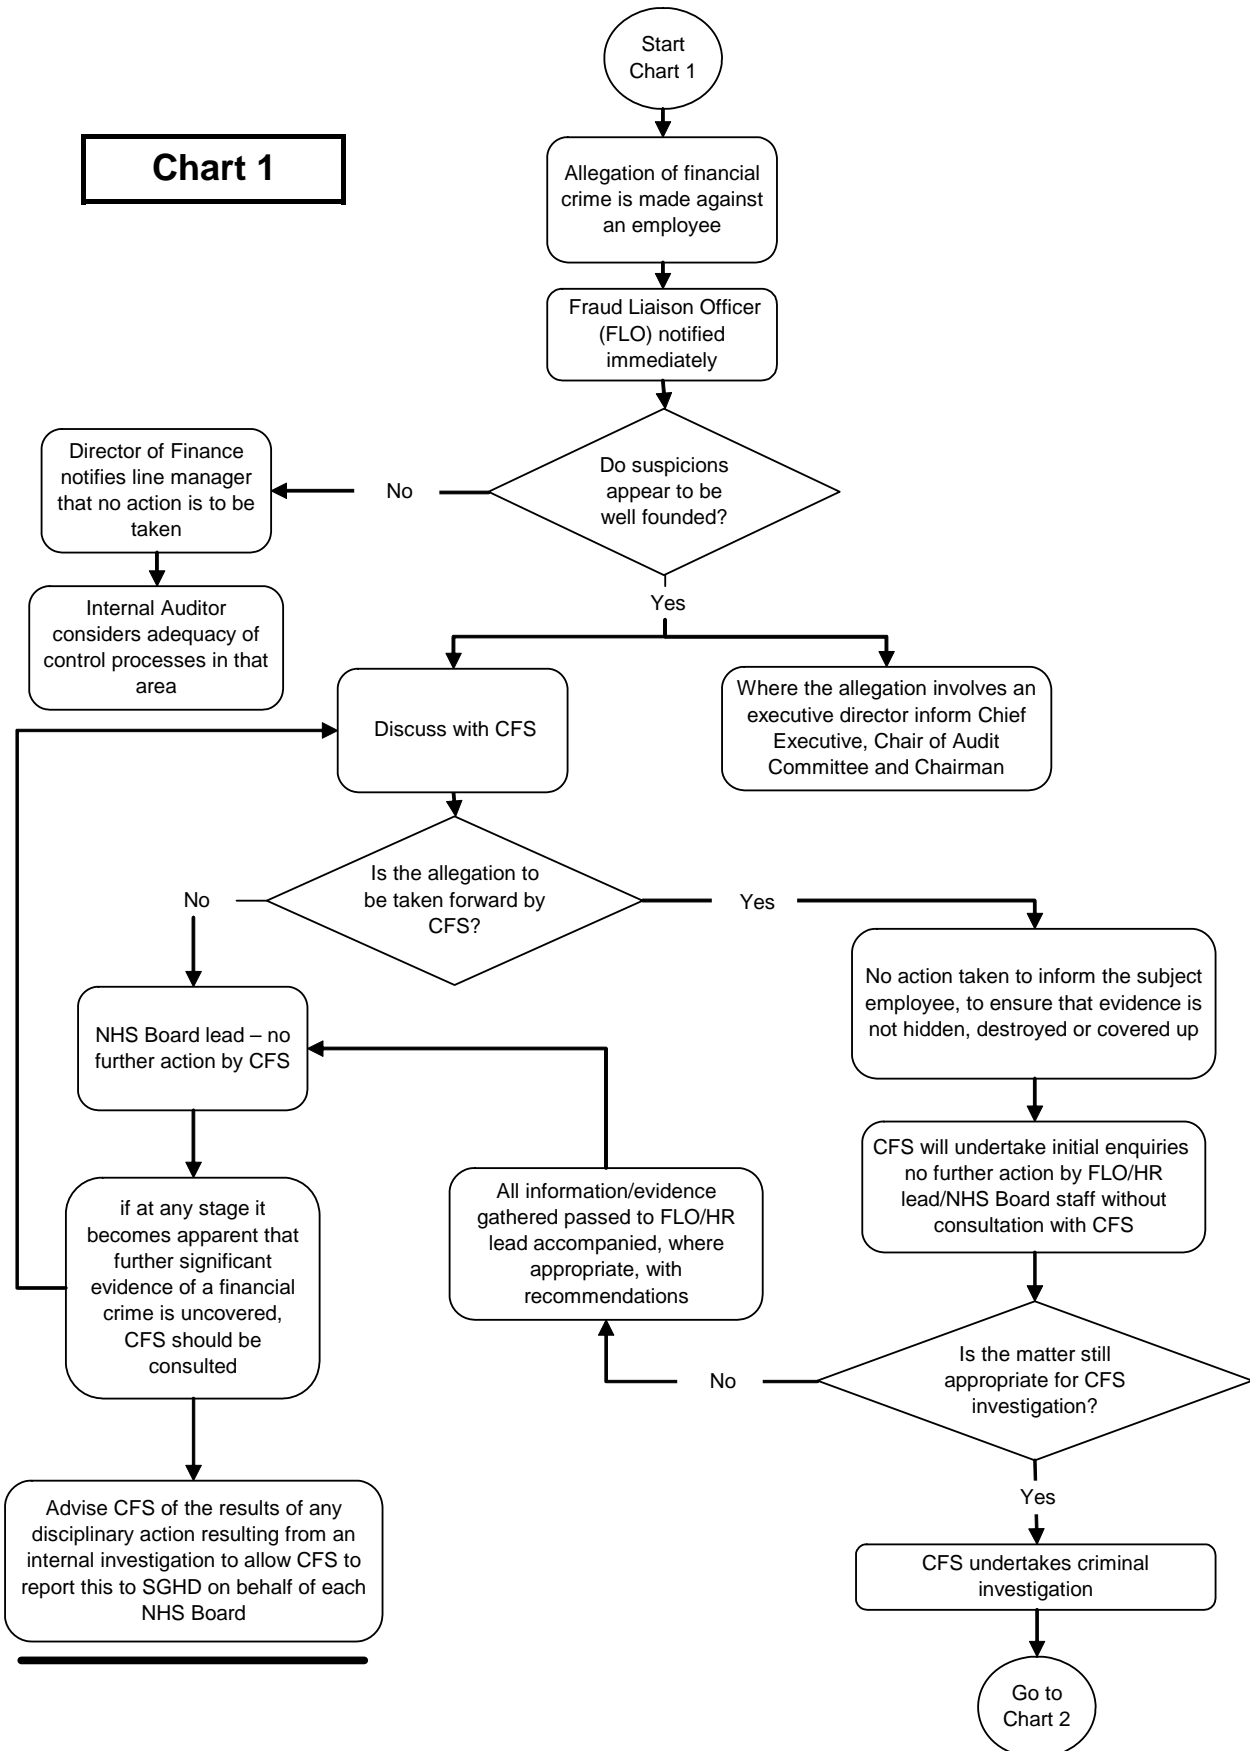 Start
Chart 1
Chart 1
Allegation of financial
crime is made against
an employee
Fraud Liaison Officer
(FLO) notified
immediately
Do suspicions
appear to be
well founded?
No
Director of Finance
notifies line manager
that no action is to be
taken
Internal Auditor
considers adequacy of
control processes in that
area
Yes
Discuss with CFS
Where the allegation involves an
executive director inform Chief
Executive, Chair of Audit
Committee and Chairman
Is the allegation to
be taken forward by
CFS?
No
Yes
NHS Board lead – no
further action by CFS
No action taken to inform the subject
employee, to ensure that evidence is
not hidden, destroyed or covered up
CFS will undertake initial enquiries
no further action by FLO/HR
lead/NHS Board staff without
consultation with CFS
All information/evidence
gathered passed to FLO/HR
lead accompanied, where
appropriate, with
recommendations
if at any stage it
becomes apparent that
further significant
evidence of a financial
crime is uncovered,
CFS should be
consulted
Is the matter still
appropriate for CFS
investigation?
No
Yes
Advise CFS of the results of any
disciplinary action resulting from an
internal investigation to allow CFS to
report this to SGHD on behalf of each
NHS Board
CFS undertakes criminal
investigation
Go to
Chart 2